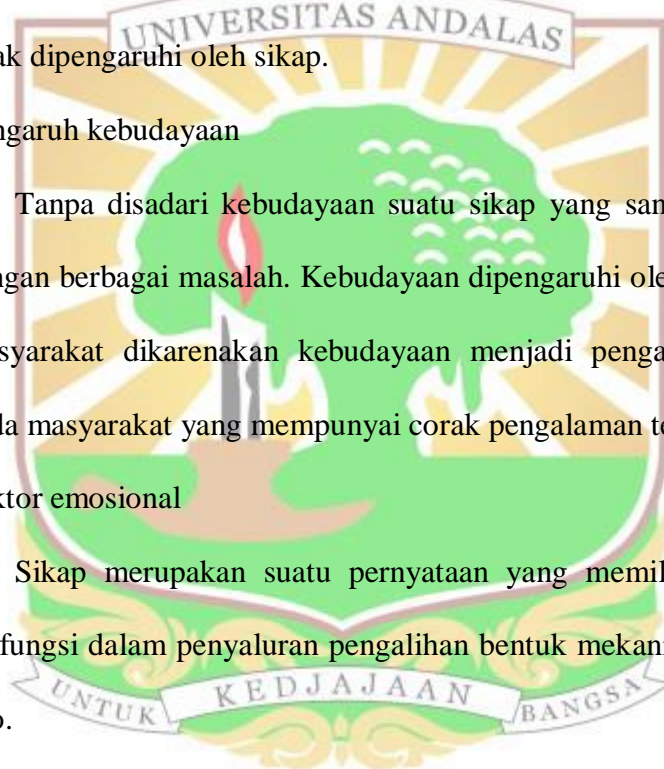 UNIVERSITAS ANDALAS
ak dipengaruhi oleh sikap.
ngaruh kebudayaan
Tanpa disadari kebudayaan suatu sikap yang san
ngan berbagai masalah. Kebudayaan dipengaruhi ole
syarakat dikarenakan kebudayaan menjadi penga
da masyarakat yang mempunyai corak pengalaman te
ktor emosional
Sikap merupakan suatu pernyataan yang memil
fungsi dalam penyaluran pengalihan bentuk mekani
UNTUK KEDJAJAAN BANGSA